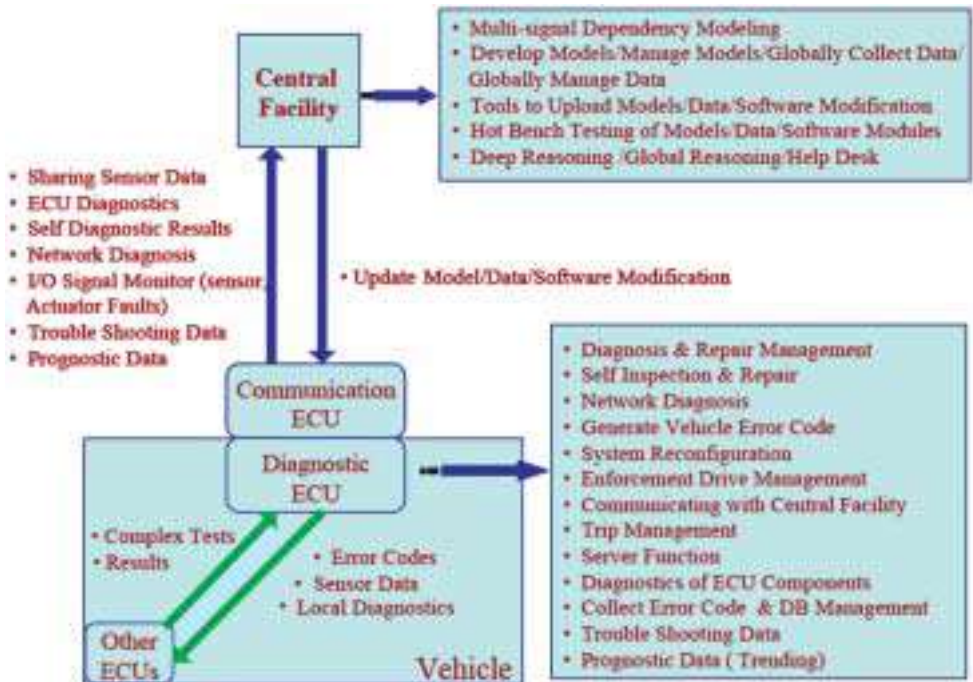 Central
Facility
• Multi-signal Dependency Modeling
• Develop Models/Manage Models/Globally Collect Data/
Globally Manage Data
• Tools to Upload Models/Data/Software Modification
• Hot Bench Testing of Models/Data/Software Modules
• Deep Reasoning /Global Reasoning/Help Desk
• Sharing Sensor Data
• ECU Diagnostics
• Self Diagnostic Results
• Network Diagnosis
• I/O Signal Monitor (sensor,
Actuator Faults)
• Trouble Shooting Data
• Prognostic Data
• Update Model/Data/Software Modification
Communication
ECU
Diagnostic
ECU
• Diagnosis & Repair Management
• Self Inspection & Repair
• Network Diagnosis
• Generate Vehicle Error Code
• System Reconfiguration
• Enforcement Drive Management
• Communicating with Central Facility
• Trip Management
• Server Function
• Diagnostics of ECU Components
• Collect Error Code & DB Management
• Trouble Shooting Data
• Prognostic Data ( Trending)
• Complex Tests
• Results
• Error Codes
• Sensor Data
• Local Diagnostics
Other
ECUs
Vehicle